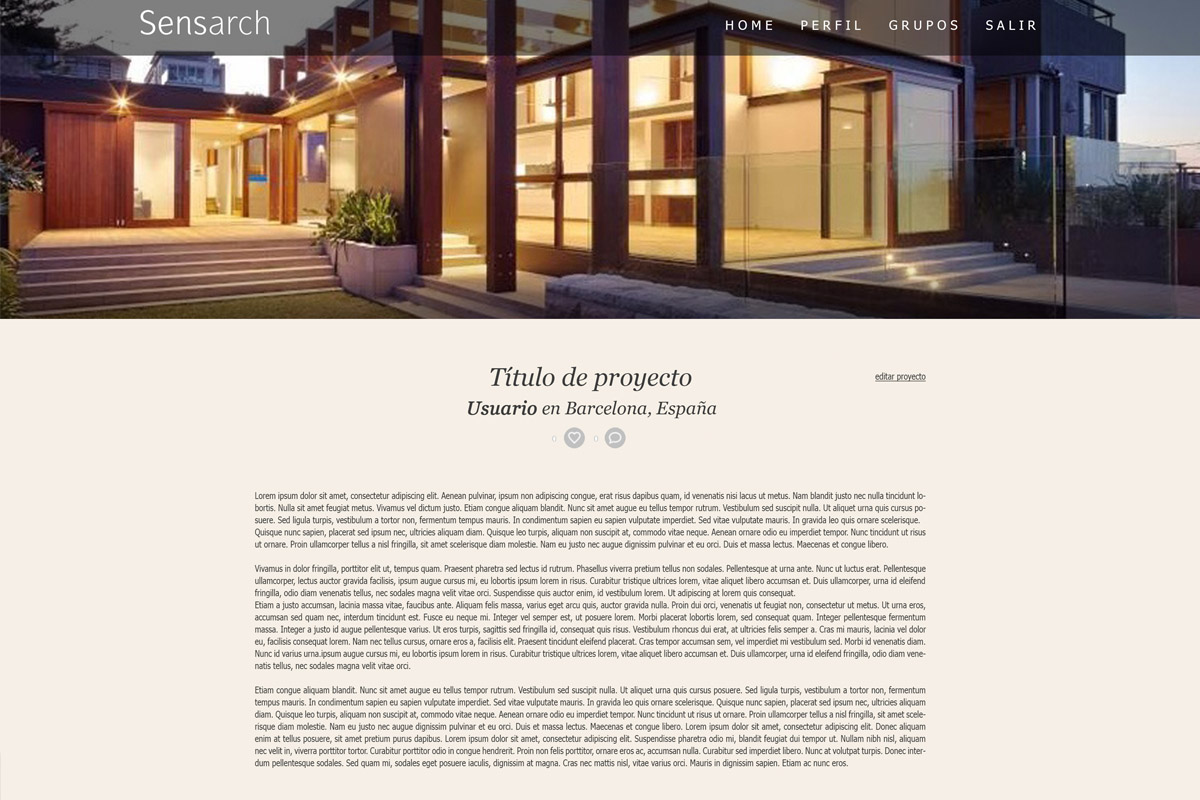 Sensarch
HOME PERFIL GRUPOS SALIR
Título de proyecto
editar proyecto
Usuario en Barcelona, España
0 0
Lorem ipsum dolor sit amet, consectetur adipiscing elit. Aenean pulvinar, ipsum non adipiscing congue, erat risus dapibus quam, id venenatis nisi lacus ut metus. Nam blandit justo nec nulla tincidunt lo-
bortis. Nulla sit amet feugiat metus. Vivamus vel dictum justo. Etiam congue aliquam blandit. Nunc sit amet augue eu tellus tempor rutrum. Vestibulum sed suscipit nulla. Ut aliquet urna quis cursus po-
suere. Sed ligula turpis, vestibulum a tortor non, fermentum tempus mauris. In condimentum sapien eu sapien vulputate imperdiet. Sed vitae vulputate mauris. In gravida leo quis ornare scelerisque.
Quisque nunc sapien, placerat sed ipsum nec, ultricies aliquam diam. Quisque leo turpis, aliquam non suscipit at, commodo vitae neque. Aenean ornare odio eu imperdiet tempor. Nunc tincidunt ut risus
ut ornare. Proin ullamcorper tellus a nisl fringilla, sit amet scelerisque diam molestie. Nam eu justo nec augue dignissim pulvinar et eu orci. Duis et massa lectus. Maecenas et congue libero.
Vivamus in dolor fringilla, porttitor elit ut, tempus quam. Praesent pharetra sed lectus id rutrum. Phasellus viverra pretium tellus non sodales. Pellentesque at urna ante. Nunc ut luctus erat. Pellentesque
ullamcorper, lectus auctor gravida facilisis, ipsum augue cursus mi, eu lobortis ipsum lorem in risus. Curabitur tristique ultrices lorem, vitae aliquet libero accumsan et. Duis ullamcorper, urna id eleifend
fringilla, odio diam venenatis tellus, nec sodales magna velit vitae orci. Suspendisse quis auctor enim, id vestibulum lorem. Ut adipiscing at lorem quis consequat.
Etiam a justo accumsan, lacinia massa vitae, faucibus ante. Aliquam felis massa, varius eget arcu quis, auctor gravida nulla. Proin dui orci, venenatis ut feugiat non, consectetur ut metus. Ut urna eros,
accumsan sed quam nec, interdum tincidunt est. Fusce eu neque mi. Integer vel semper est, ut posuere lorem. Morbi placerat lobortis lorem, sed consequat quam. Integer pellentesque fermentum
massa. Integer a justo id augue pellentesque varius. Ut eros turpis, sagittis sed fringilla id, consequat quis risus. Vestibulum rhoncus dui erat, at ultricies felis semper a. Cras mi mauris, lacinia vel dolor
eu, facilisis consequat lorem. Nam nec tellus cursus, ornare eros a, facilisis elit. Praesent tincidunt eleifend placerat. Cras tempor accumsan sem, vel imperdiet mi vestibulum sed. Morbi id venenatis diam.
Nunc id varius urna.ipsum augue cursus mi, eu lobortis ipsum lorem in risus. Curabitur tristique ultrices lorem, vitae aliquet libero accumsan et. Duis ullamcorper, urna id eleifend fringilla, odio diam vene-
natis tellus, nec sodales magna velit vitae orci.
Etiam congue aliquam blandit. Nunc sit amet augue eu tellus tempor rutrum. Vestibulum sed suscipit nulla. Ut aliquet urna quis cursus posuere. Sed ligula turpis, vestibulum a tortor non, fermentum
tempus mauris. In condimentum sapien eu sapien vulputate imperdiet. Sed vitae vulputate mauris. In gravida leo quis ornare scelerisque. Quisque nunc sapien, placerat sed ipsum nec, ultricies aliquam
diam. Quisque leo turpis, aliquam non suscipit at, commodo vitae neque. Aenean ornare odio eu imperdiet tempor. Nunc tincidunt ut risus ut ornare. Proin ullamcorper tellus a nisl fringilla, sit amet scele-
risque diam molestie. Nam eu justo nec augue dignissim pulvinar et eu orci. Duis et massa lectus. Maecenas et congue libero. Lorem ipsum dolor sit amet, consectetur adipiscing elit. Donec aliquam
enim at tellus posuere, sit amet pretium purus dapibus. Lorem ipsum dolor sit amet, consectetur adipiscing elit. Suspendisse pharetra odio mi, blandit feugiat dui tempor ut. Nullam nibh nisl, aliquam
nec velit in, viverra porttitor tortor. Curabitur porttitor odio in congue hendrerit. Proin non felis porttitor, ornare eros ac, accumsan nulla. Curabitur sed imperdiet libero. Nunc at volutpat turpis. Donec inter-
dum pellentesque sodales. Sed quam mi, sodales eget posuere iaculis, dignissim at magna. Cras nec mattis nisl, vitae varius orci. Mauris in dignissim sapien. Etiam ac nunc eros.